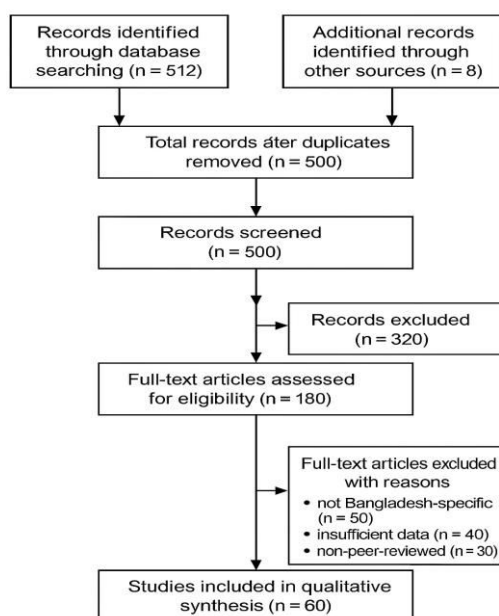 Records identified
through database
searching (n = 512)
Additional records
identified through
other sources (n = 8)
Total records áter duplicates
removed (n = 500)
Records screened
(n = 500)
Records excluded
(n = 320)
Full-text articles assessed
for eligibility (n = 180)
Full-text articles excluded
with reasons
• not Bangladesh-specific
(n = 50)
• insufficient data (n = 40)
• non-peer-reviewed (n = 30)
Studies included in qualitative
synthesis (n = 60)